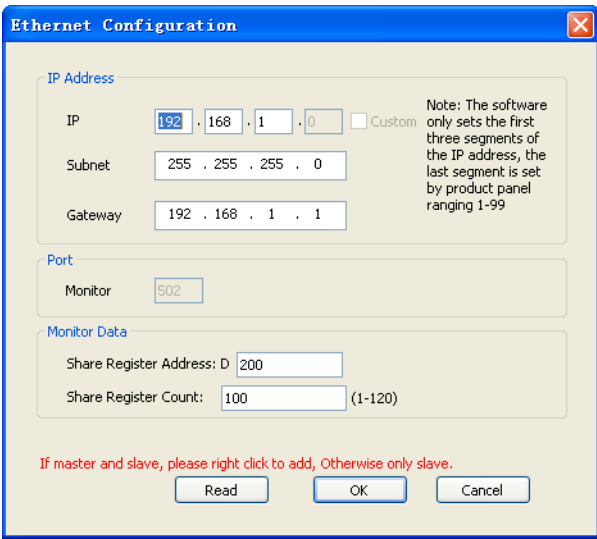 Ethernet Configuration
IP Address
IP 192 . 168 . 1 . 0 Custom
Note: The software
only sets the first
three segments of
the IP address, the
last segment is set
by product panel
ranging 1-99
Subnet 255 . 255 . 255 . 0
Gateway 192 . 168 . 1 . 1
Port
Monitor 502
Monitor Data
Share Register Address: D 200
Share Register Count: 100 (1-120)
If master and slave, please right click to add, Otherwise only slave.
Read OK Cancel